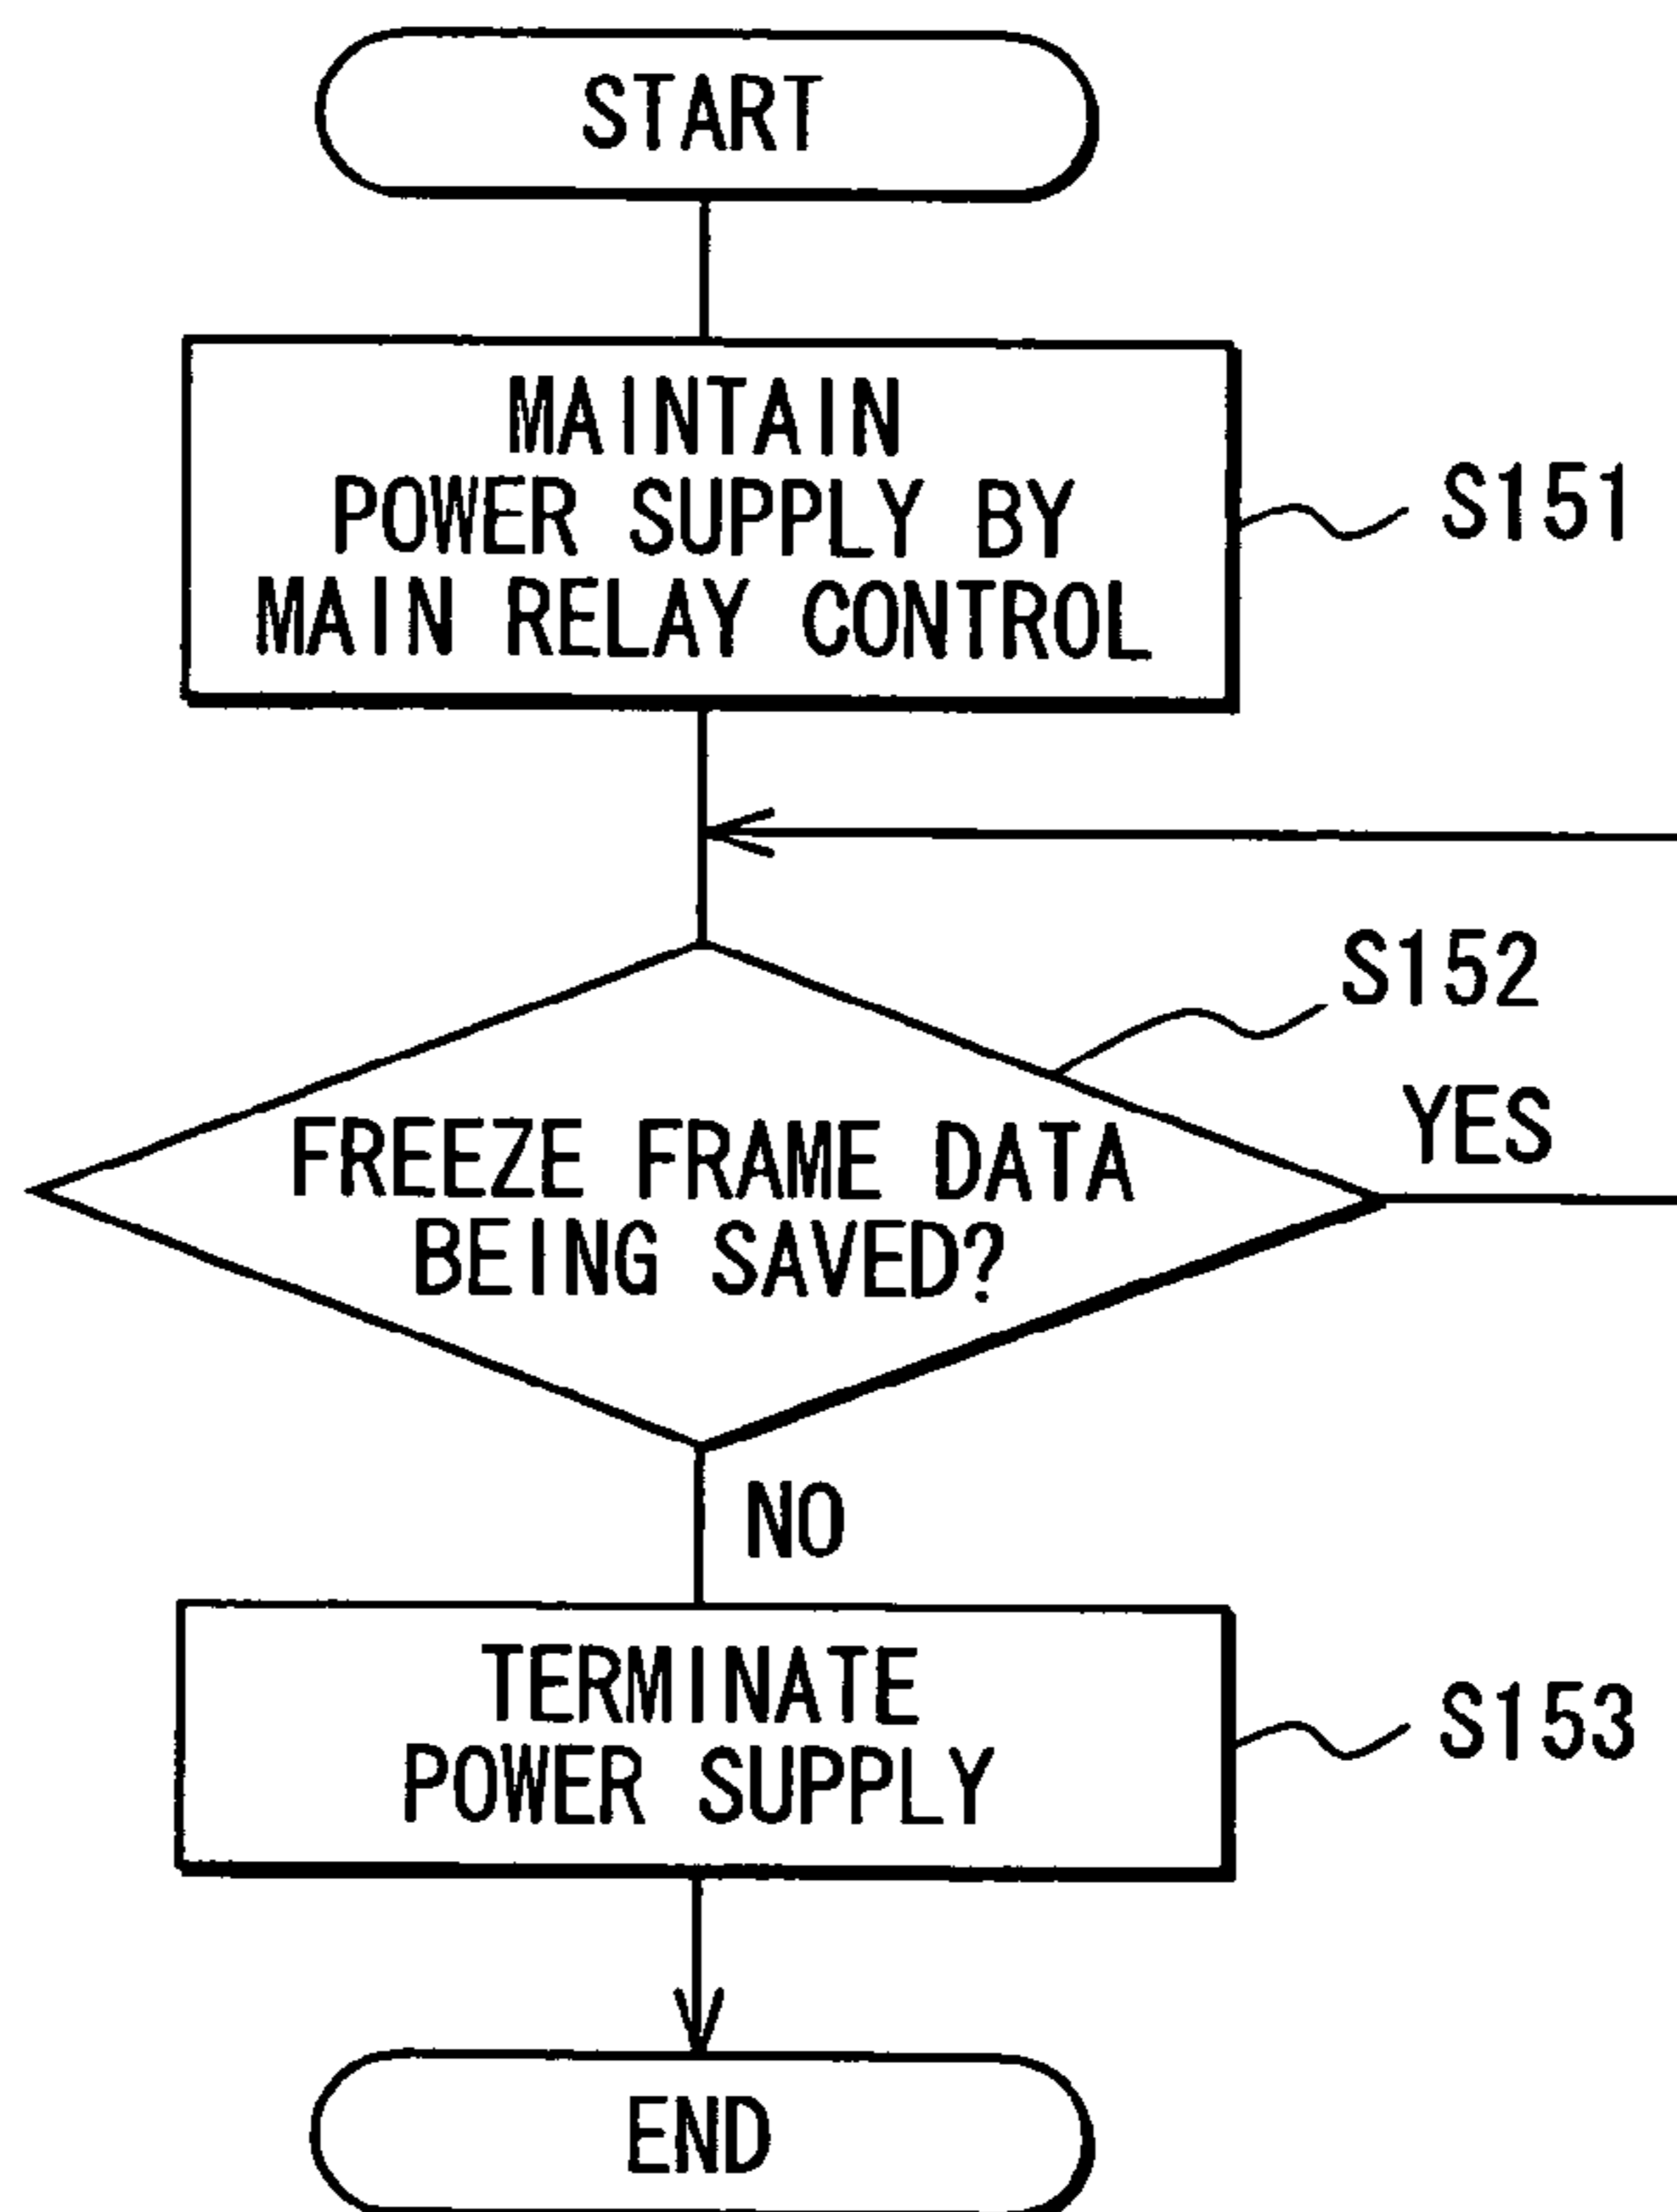 START
MAINTAIN
POWER SUPPLY BY
MAIN RELAY CONTROL
S151
S152
YES
FREEZE FRAME DATA
BEING SAVED?
NO
TERMINATE
POWER SUPPLY
S153
END